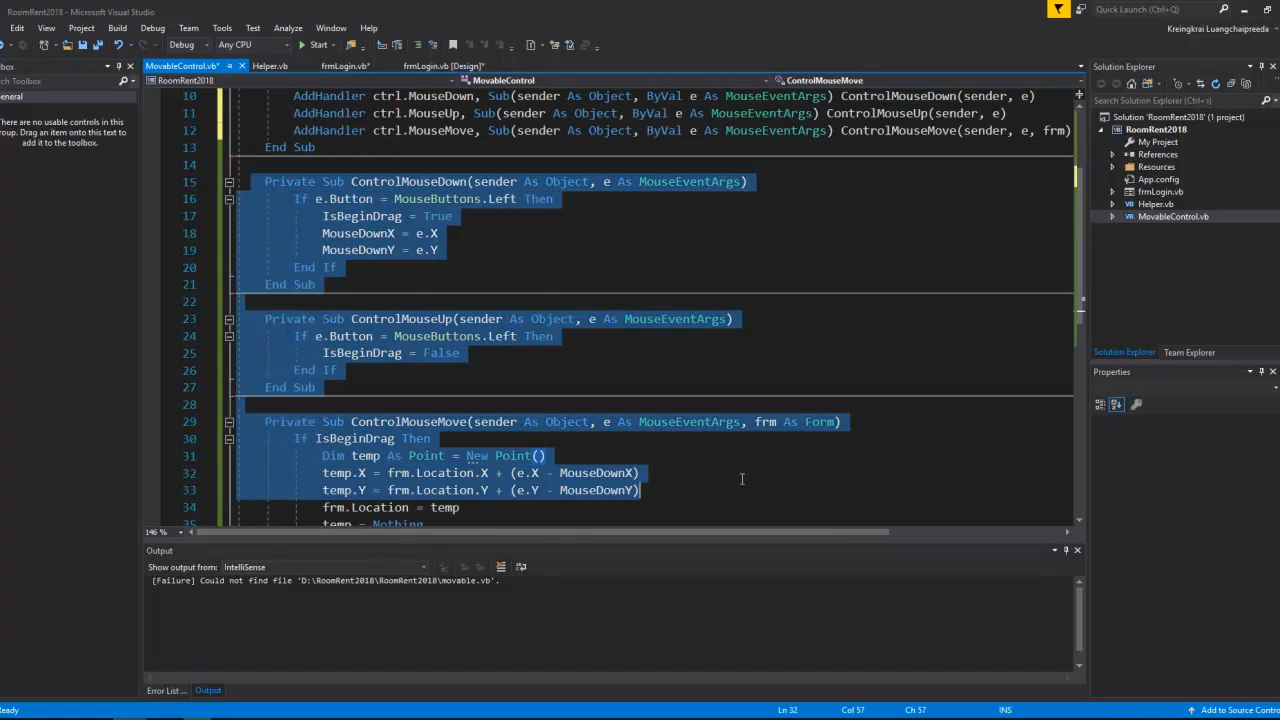 RoomRent2018 - Microsoft Visual Studio
Quick Launch (Ctrl+Q)
Edit View Project Build Debug Team Tools Test Analyze Window Help
Kreingkrai Luangchaipreeda
Debug Any CPU Start
box
MovableControl.vb* Helper.vb frmLogin.vb* frmLogin.vb [Design]*
Solution Explorer
Search Toolbox
RoomRent2018 MovableControl ControlMouseMove
General
There are no usable controls in this
group. Drag an item onto this text to
add it to the toolbox.
10 AddHandler ctrl.MouseDown, Sub(sender As Object, ByVal e As MouseEventArgs) ControlMouseDown(sender, e)
11 AddHandler ctrl.MouseUp, Sub(sender As Object, ByVal e As MouseEventArgs) ControlMouseUp(sender, e)
12 AddHandler ctrl.MouseMove, Sub(sender As Object, ByVal e As MouseEventArgs) ControlMouseMove(sender, e, frm)
13 End Sub
14
15 Private Sub ControlMouseDown(sender As Object, e As MouseEventArgs)
16 If e.Button = MouseButtons.Left Then
17 IsBeginDrag = True
18 MouseDownX = e.X
19 MouseDownY = e.Y
20 End If
21 End Sub
22
23 Private Sub ControlMouseUp(sender As Object, e As MouseEventArgs)
24 If e.Button = MouseButtons.Left Then
25 IsBeginDrag = False
26 End If
27 End Sub
28
29 Private Sub ControlMouseMove(sender As Object, e As MouseEventArgs, frm As Form)
30 If IsBeginDrag Then
31 Dim temp As Point = New Point()
32 temp.X = frm.Location.X + (e.X - MouseDownX)
33 temp.Y = frm.Location.Y + (e.Y - MouseDownY)
34 frm.Location = temp
35 temp = Nothing
146 %
Search Solution Explorer (Ctrl+;)
Solution 'RoomRent2018' (1 project)
RoomRent2018
My Project
References
Resources
App.config
frmLogin.vb
Helper.vb
MovableControl.vb
Solution Explorer Team Explorer
Properties
Output
Show output from: IntelliSense
[Failure] Could not find file 'D:\RoomRent2018\RoomRent2018\movable.vb'.
Error List ... Output
Ready Ln 32 Col 57 Ch 57 INS Add to Source Contro